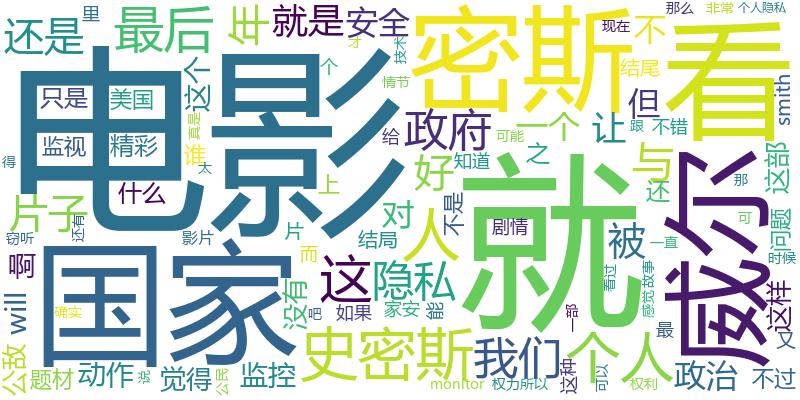 电影
密斯
看
就
国家
威尔
史密斯
这
隐私
人
个人
我们
政府
片子
最后
还是
年
就是
安全
不
但
让
与
一个
好
对
被
没有
监控
动作
觉得
题材
公敌
will
啊
什么
监视
精彩
只是
美国
这个
里
谁
真是
个
情节
技术
才
给
知道
之
可能
不是
剧情
上
片
而
结局
影片
吧
如果
家安
能
monitor
权力所以
这种
可以
权利
一部
看过
感觉
故事
一直
还
不错
跟
结尾
现在
那么
非常
个人隐私
smith
这部
那
可
问题
时候
这样
又
不过
政治
最
太
得
窃听
还有
确实
说
公民